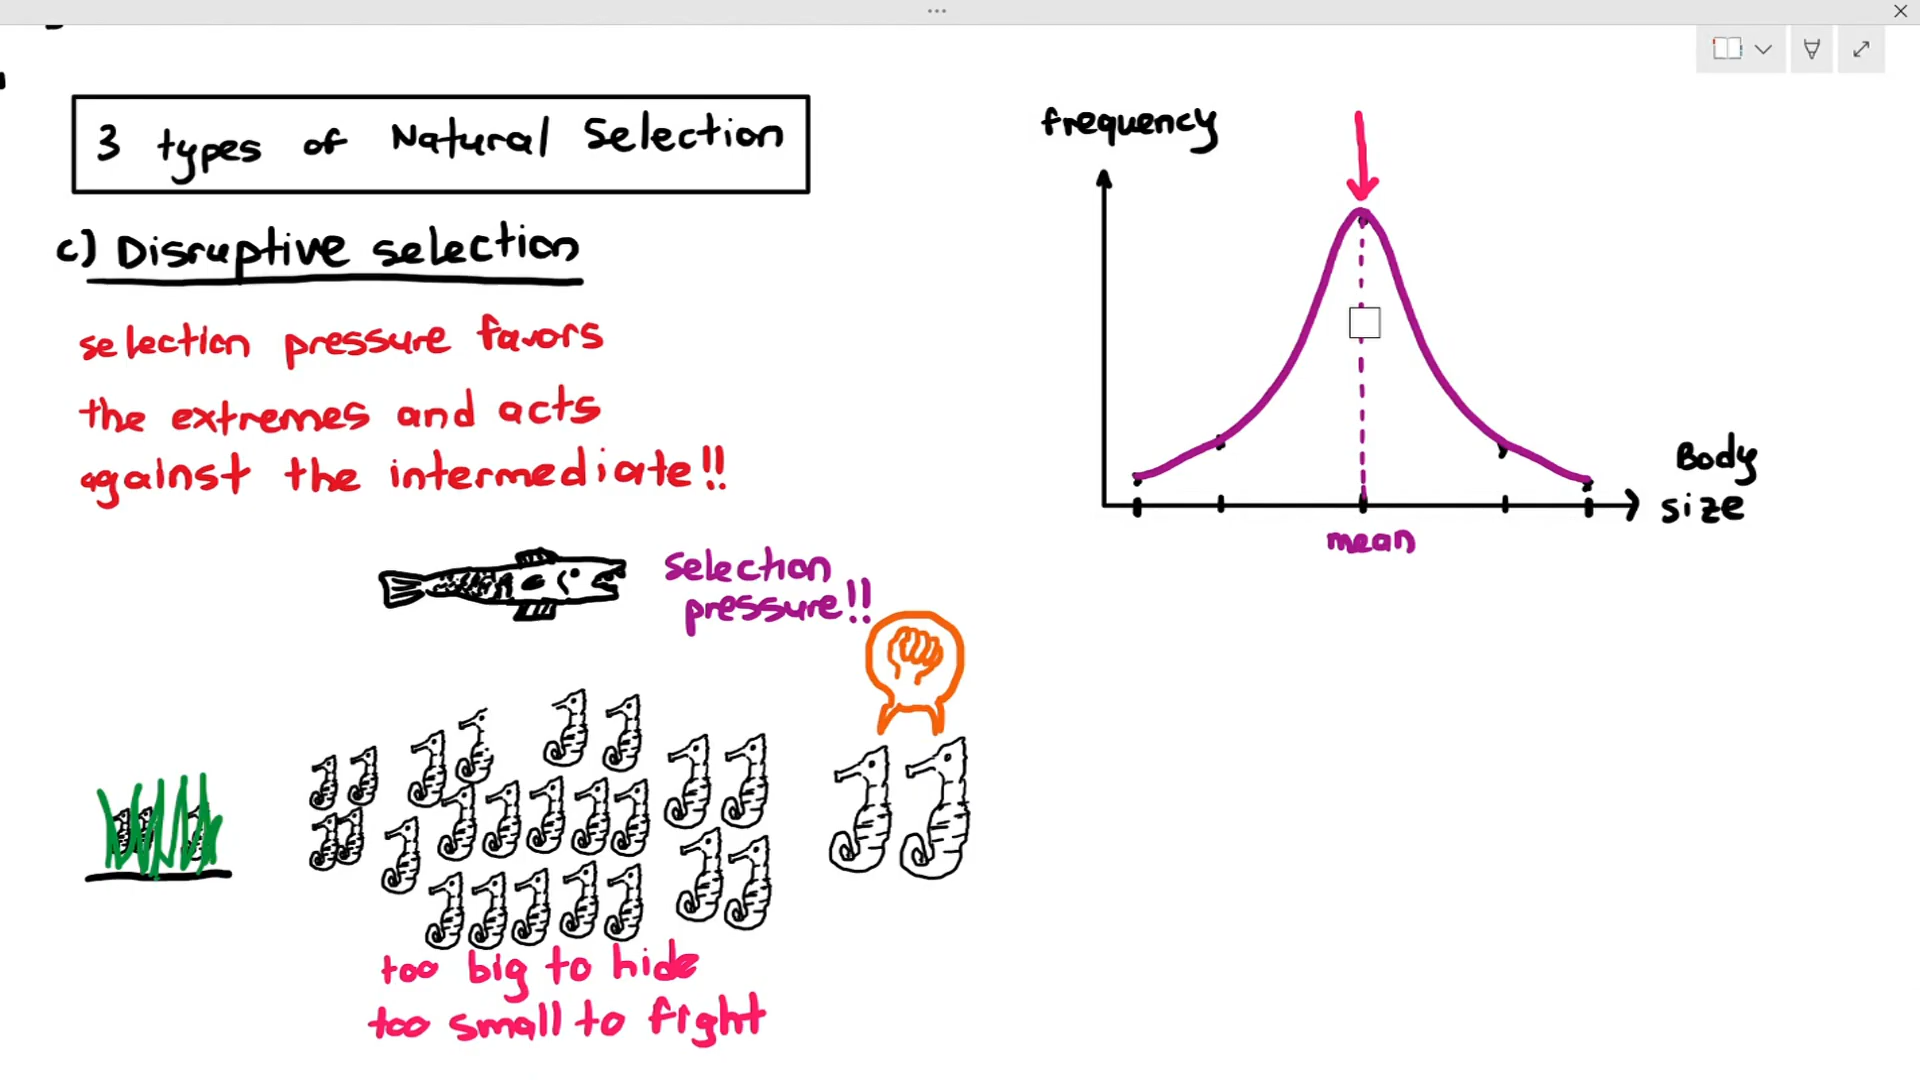 3 types of Natural Selection
c) Disruptive selection
selection pressure favors
the extremes and acts
against the intermediate!!
selection
pressure!!
too big to hide
too small to fight
frequency
Body
size
mean